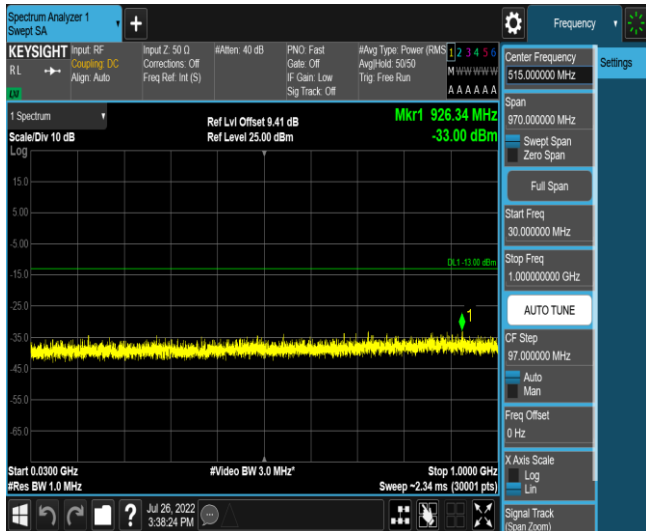 Spectrum Analyzer 1
Swept SA
Frequency
KEYSIGHT
RL
LXI
Input: RF
Coupling: DC
Align: Auto
Input Z: 50 Ω
Corrections: Off
Freq Ref: Int (S)
#Atten: 40 dB
PNO: Fast
Gate: Off
IF Gain: Low
Sig Track: Off
#Avg Type: Power (RMS
Avg|Hold: 50/50
Trig: Free Run
1 2 3 4 5 6
M W W W W W
A A A A A A
1 Spectrum
Scale/Div 10 dB
Log
Ref Lvl Offset 9.41 dB
Ref Level 25.00 dBm
Mkr1 926.34 MHz
-33.00 dBm
15.0
5.00
-5.00
-15.0
-25.0
-35.0
-45.0
-55.0
-65.0
DL1 -13.00 dBm
1
Start 0.0300 GHz
#Res BW 1.0 MHz
#Video BW 3.0 MHz*
Stop 1.0000 GHz
Sweep ~2.34 ms (30001 pts)
Jul 26, 2022
3:38:24 PM
?
Center Frequency
515.000000 MHz
Settings
Span
970.000000 MHz
Swept Span
Zero Span
Full Span
Start Freq
30.000000 MHz
Stop Freq
1.000000000 GHz
AUTO TUNE
CF Step
97.000000 MHz
Auto
Man
Freq Offset
0 Hz
X Axis Scale
Log
Lin
Signal Track
(Span Zoom)